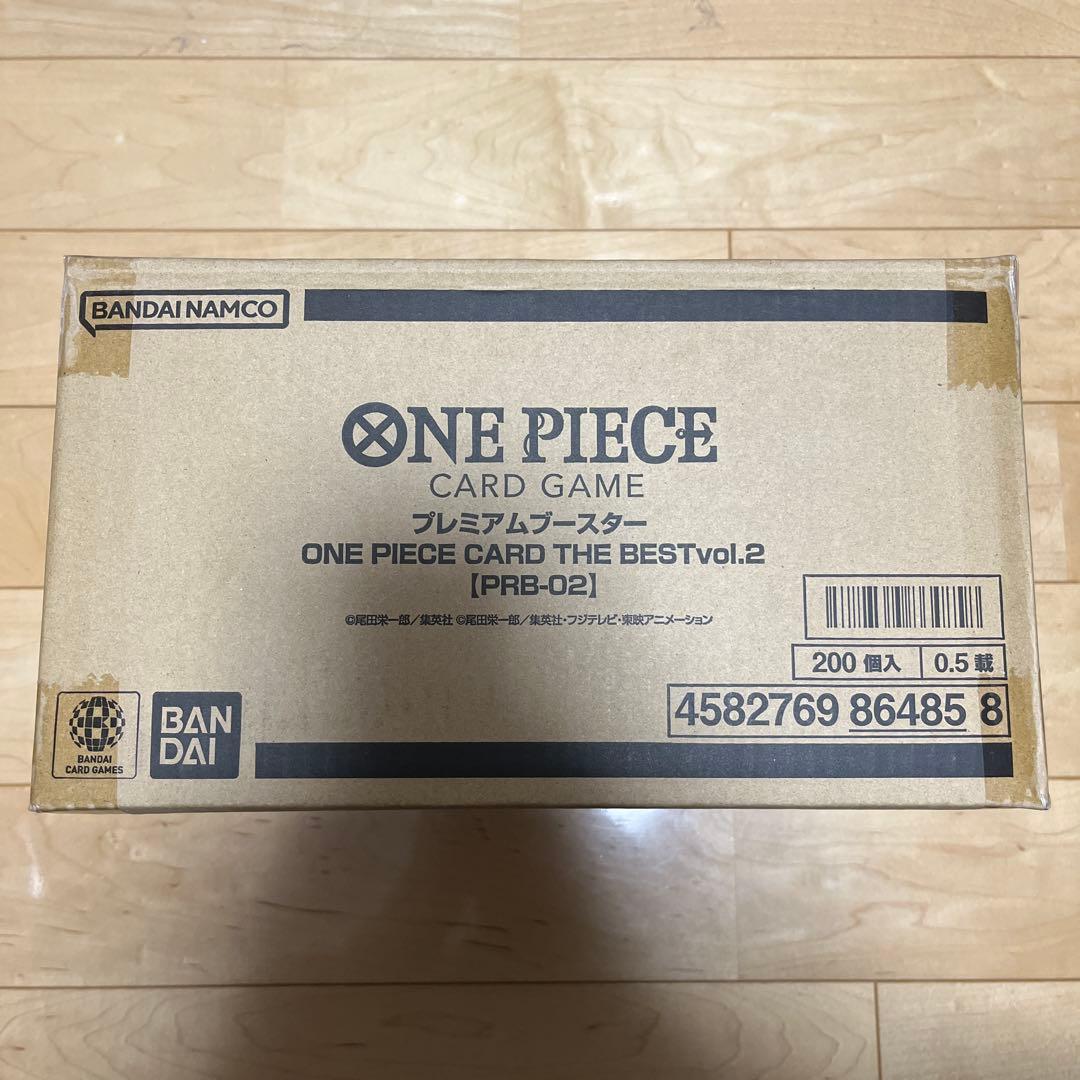 BANDAI NAMCO
ONE PIECE
CARD GAME
プレミアムブースター
ONE PIECE CARD THE BESTvol.2
【PRB-02】
©尾田栄一郎／集英社 ©尾田栄一郎／集英社・フジテレビ・東映アニメーション
200 個入
0.5 載
4582769 86485 8
BANDAI
CARD GAMES
BAN
DAI